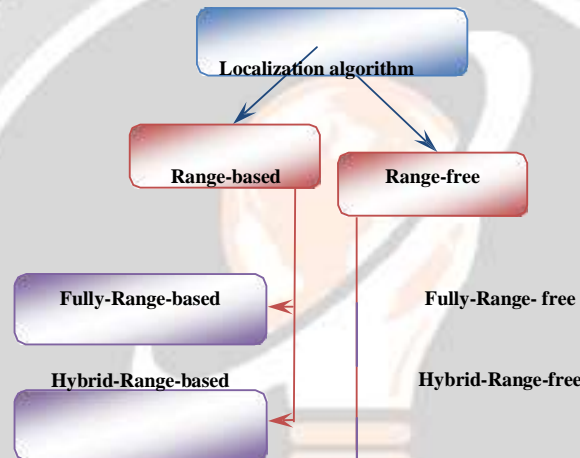 Localization algorithm
Range-based
Range-free
Fully-Range-based
Fully-Range- free
Hybrid-Range-based
Hybrid-Range-free